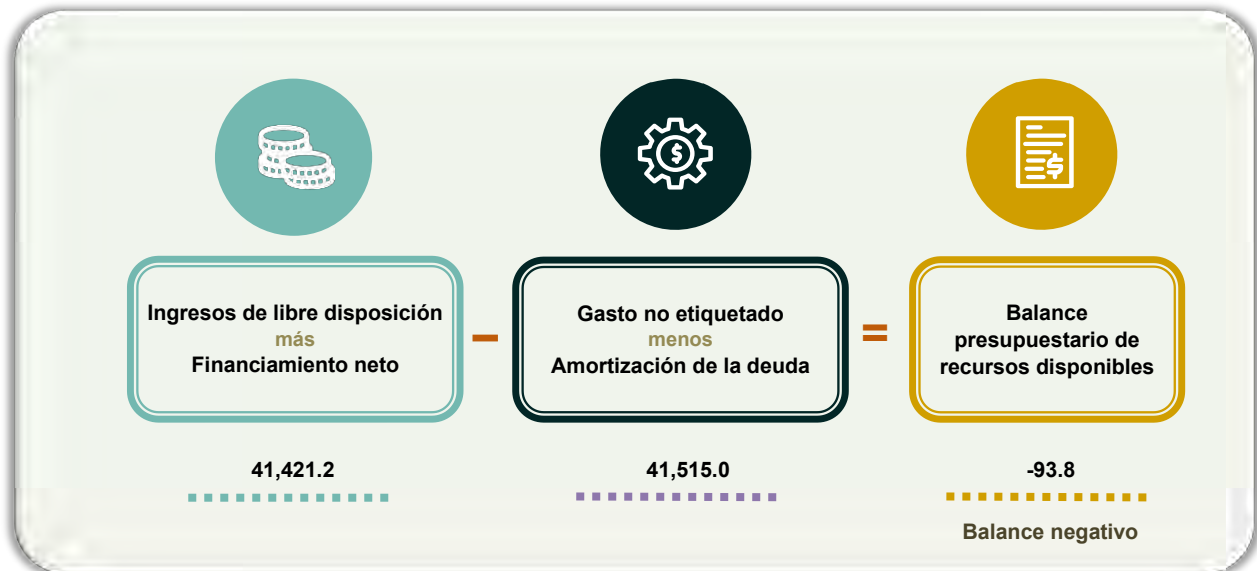 $
$
Ingresos de libre disposición
más
Financiamiento neto
–
Gasto no etiquetado
menos
Amortización de la deuda
=
Balance
presupuestario de
recursos disponibles
41,421.2
41,515.0
-93.8
Balance negativo